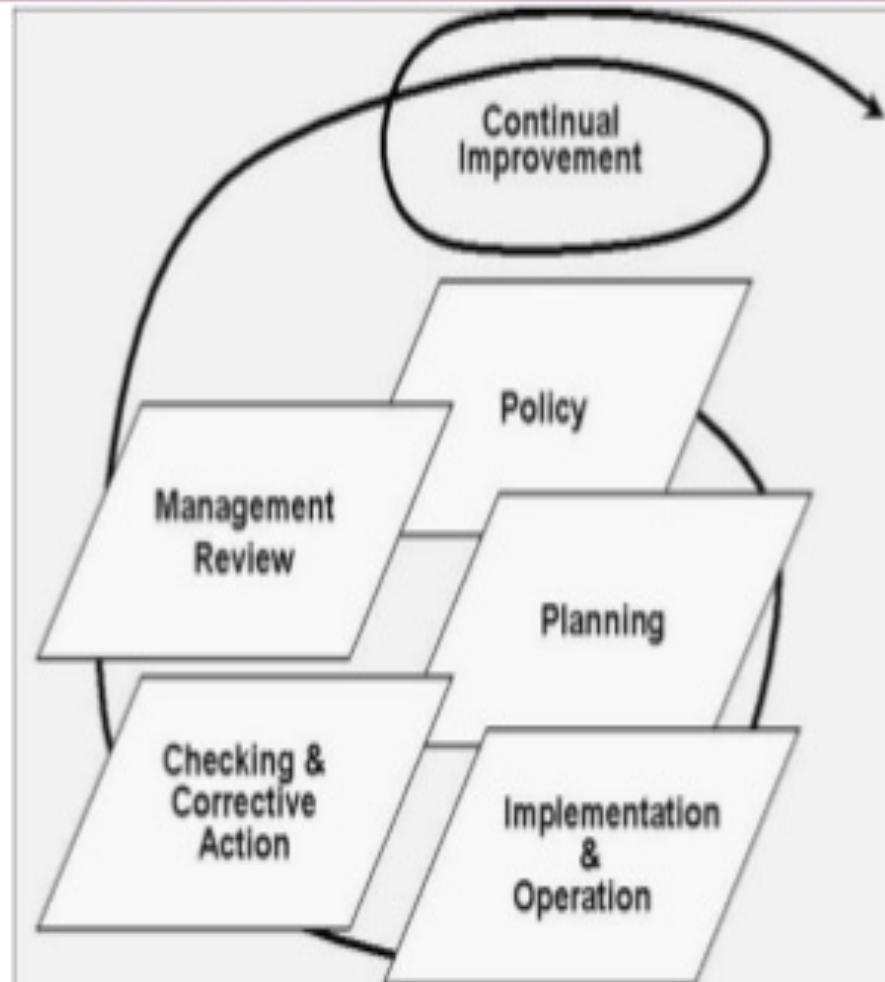 Continual
Improvement
Policy
Management
Review
Planning
Checking &
Corrective
Action
Implementation
&
Operation